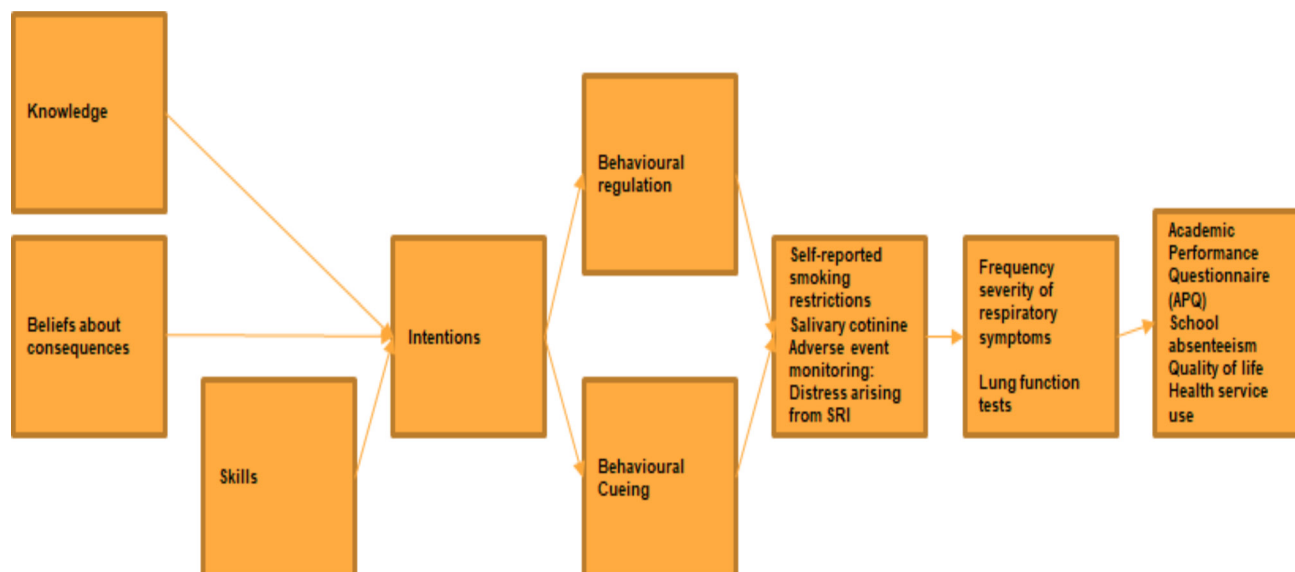 Knowledge
Beliefs about
consequences
Skills
Intentions
Behavioural
regulation
Behavioural
Cueing
Self-reported
smoking
restrictions
Salivary cotinine
Adverse event
monitoring:
Distress arising
from SRI
Frequency
severity of
respiratory
symptoms
Lung function
tests
Academic
Performance
Questionnaire
(APQ)
School
absenteeism
Quality of life
Health service
use